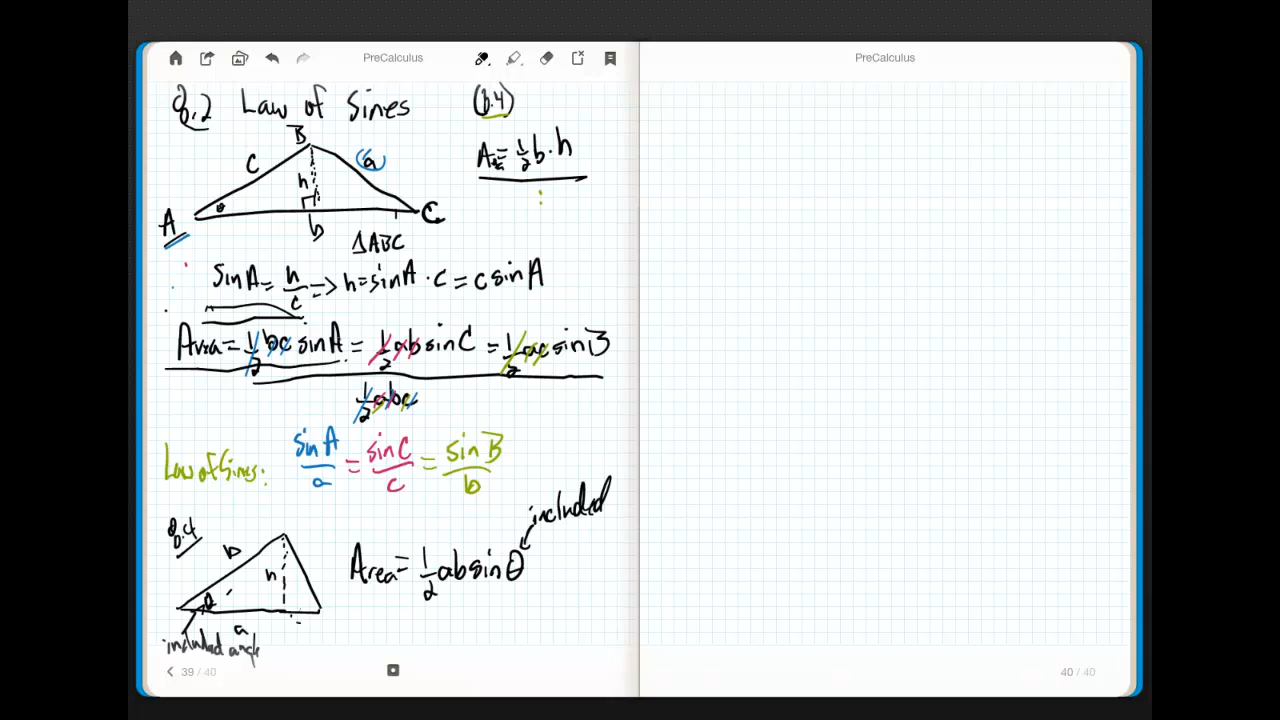 PreCalculus
PreCalculus
8.2 Law of Sines
(8.4)
A△ = 1/2 b · h
B
c
a
h
θ
A
b
C
△ABC
sin A = h/c → h = sin A · c = c sin A
Area = 1/2 bc sin A = 1/2 ab sin C = 1/2 ac sin B
1/2 abc
Law of Sines: sin A/a = sin C/c = sin B/b
8.4
b
h
θ
a
included angle
Area = 1/2 ab sin θ
included
39 / 40
40 / 40